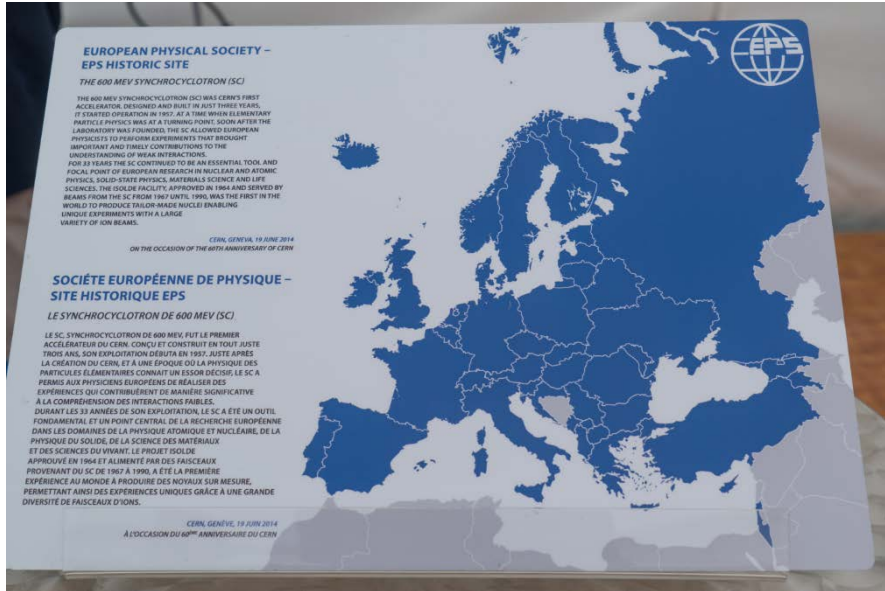 EUROPEAN PHYSICAL SOCIETY –
EPS HISTORIC SITE
THE 600 MEV SYNCHROCYCLOTRON (SC)
THE 600 MEV SYNCHROCYCLOTRON (SC) WAS CERN'S FIRST
ACCELERATOR. DESIGNED AND BUILT IN JUST THREE YEARS,
IT STARTED OPERATION IN 1957. AT A TIME WHEN ELEMENTARY
PARTICLE PHYSICS WAS AT A TURNING POINT, SOON AFTER THE
LABORATORY WAS FOUNDED, THE SC ALLOWED EUROPEAN
PHYSICISTS TO PERFORM EXPERIMENTS THAT BROUGHT
IMPORTANT AND TIMELY CONTRIBUTIONS TO THE
UNDERSTANDING OF WEAK INTERACTIONS.
FOR 33 YEARS THE SC CONTINUED TO BE AN ESSENTIAL TOOL AND
FOCAL POINT OF EUROPEAN RESEARCH IN NUCLEAR AND ATOMIC
PHYSICS, SOLID-STATE PHYSICS, MATERIALS SCIENCE AND LIFE
SCIENCES. THE ISOLDE FACILITY, APPROVED IN 1964 AND SERVED BY
BEAMS FROM THE SC FROM 1967 UNTIL 1990, WAS THE FIRST IN THE
WORLD TO PRODUCE TAILOR-MADE NUCLEI ENABLING
UNIQUE EXPERIMENTS WITH A LARGE
VARIETY OF ION BEAMS.
CERN, GENEVA, 19 JUNE 2014
ON THE OCCASION OF THE 60TH ANNIVERSARY OF CERN
SOCIÉTE EUROPÉENNE DE PHYSIQUE –
SITE HISTORIQUE EPS
LE SYNCHROCYCLOTRON DE 600 MEV (SC)
LE SC, SYNCHROCYCLOTRON DE 600 MEV, FUT LE PREMIER
ACCÉLÉRATEUR DU CERN. CONÇU ET CONSTRUIT EN TOUT JUSTE
TROIS ANS, SON EXPLOITATION DÉBUTA EN 1957. JUSTE APRÈS
LA CRÉATION DU CERN, ET À UNE ÉPOQUE OÙ LA PHYSIQUE DES
PARTICULES ÉLÉMENTAIRES CONNAIT UN ESSOR DÉCISIF, LE SC A
PERMIS AUX PHYSICIENS EUROPÉENS DE RÉALISER DES
EXPÉRIENCES QUI CONTRIBUÈRENT DE MANIÈRE SIGNIFICATIVE
À LA COMPRÉHENSION DES INTERACTIONS FAIBLES.
DURANT LES 33 ANNÉES DE SON EXPLOITATION, LE SC A ÉTÉ UN OUTIL
FONDAMENTAL ET UN POINT CENTRAL DE LA RECHERCHE EUROPÉENNE
DANS LES DOMAINES DE LA PHYSIQUE ATOMIQUE ET NUCLÉAIRE, DE LA
PHYSIQUE DU SOLIDE, DE LA SCIENCE DES MATÉRIAUX
ET DES SCIENCES DU VIVANT. LE PROJET ISOLDE
APPROUVÉ EN 1964 ET ALIMENTÉ PAR DES FAISCEAUX
PROVENANT DU SC DE 1967 À 1990, A ÉTÉ LA PREMIÈRE
EXPÉRIENCE AU MONDE À PRODUIRE DES NOYAUX SUR MESURE,
PERMETTANT AINSI DES EXPÉRIENCES UNIQUES GRÂCE À UNE GRANDE
DIVERSITÉ DE FAISCEAUX D'IONS.
CERN, GENÈVE, 19 JUIN 2014
À L'OCCASION DU 60ÈME ANNIVERSAIRE DU CERN
EPS